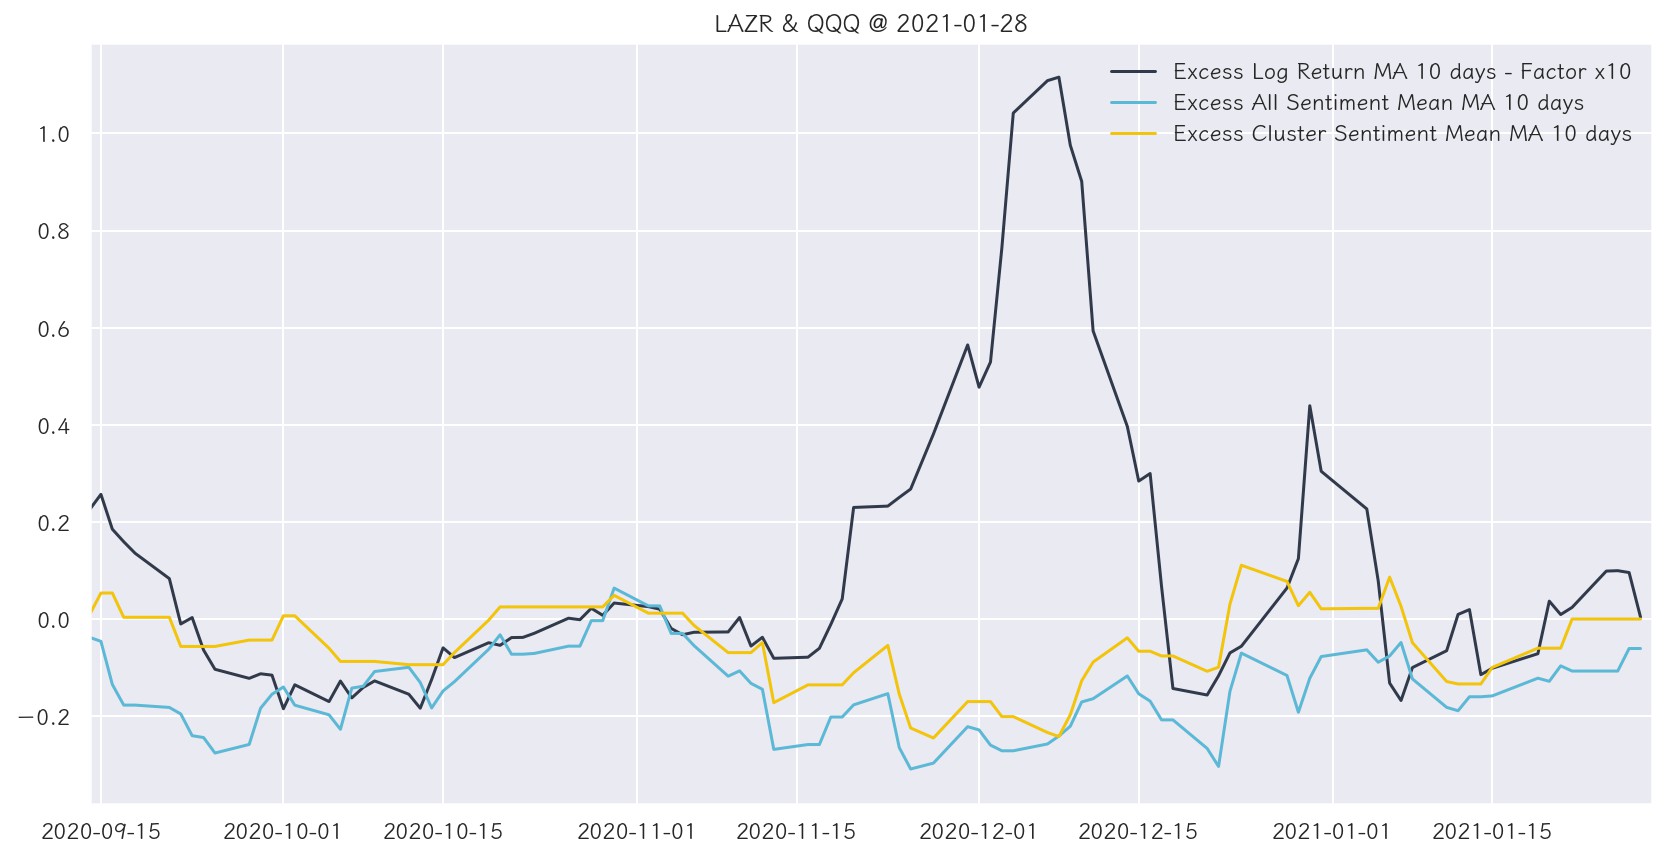 LAZR & QQQ @ 2021-01-28
Excess Log Return MA 10 days - Factor x10
Excess All Sentiment Mean MA 10 days
Excess Cluster Sentiment Mean MA 10 days
1.0
0.8
0.6
0.4
0.2
0.0
−0.2
2020-09-15 2020-10-01 2020-10-15 2020-11-01 2020-11-15 2020-12-01 2020-12-15 2021-01-01 2021-01-15